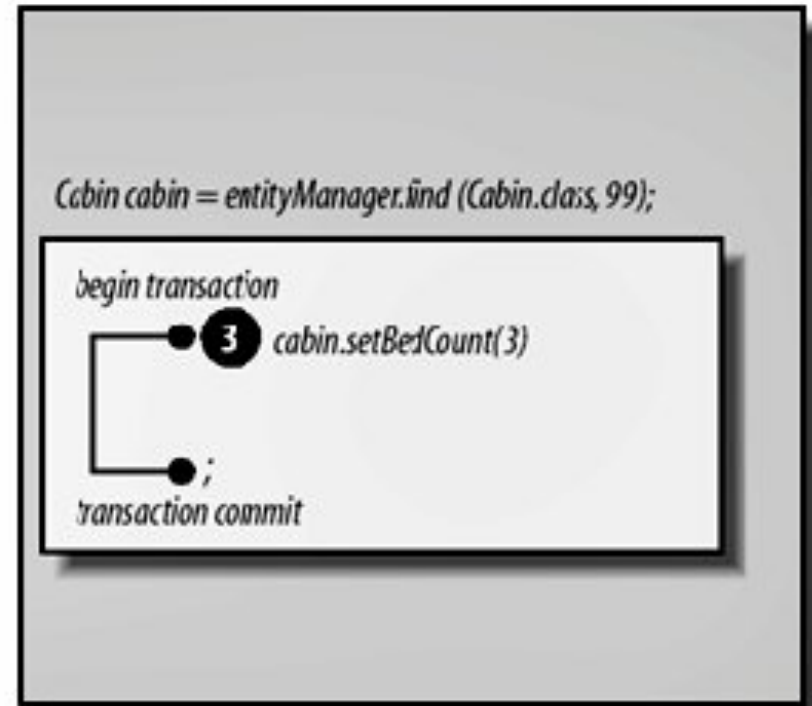 Cabin cabin = entityManager.find (Cabin.class, 99);
begin transaction
3 cabin.setBedCount(3)
;
transaction commit